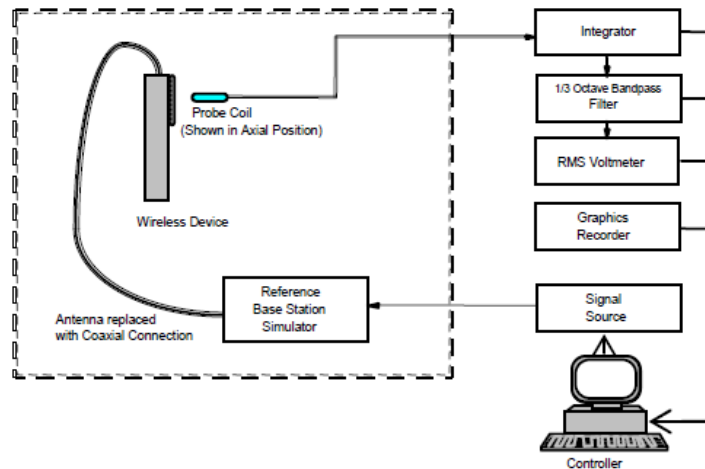 Integrator
1/3 Octave Bandpass
Filter
RMS Voltmeter
Graphics
Recorder
Signal
Source
Controller
Probe Coil
(Shown in Axial Position)
Wireless Device
Reference
Base Station
Simulator
Antenna replaced
with Coaxial Connection